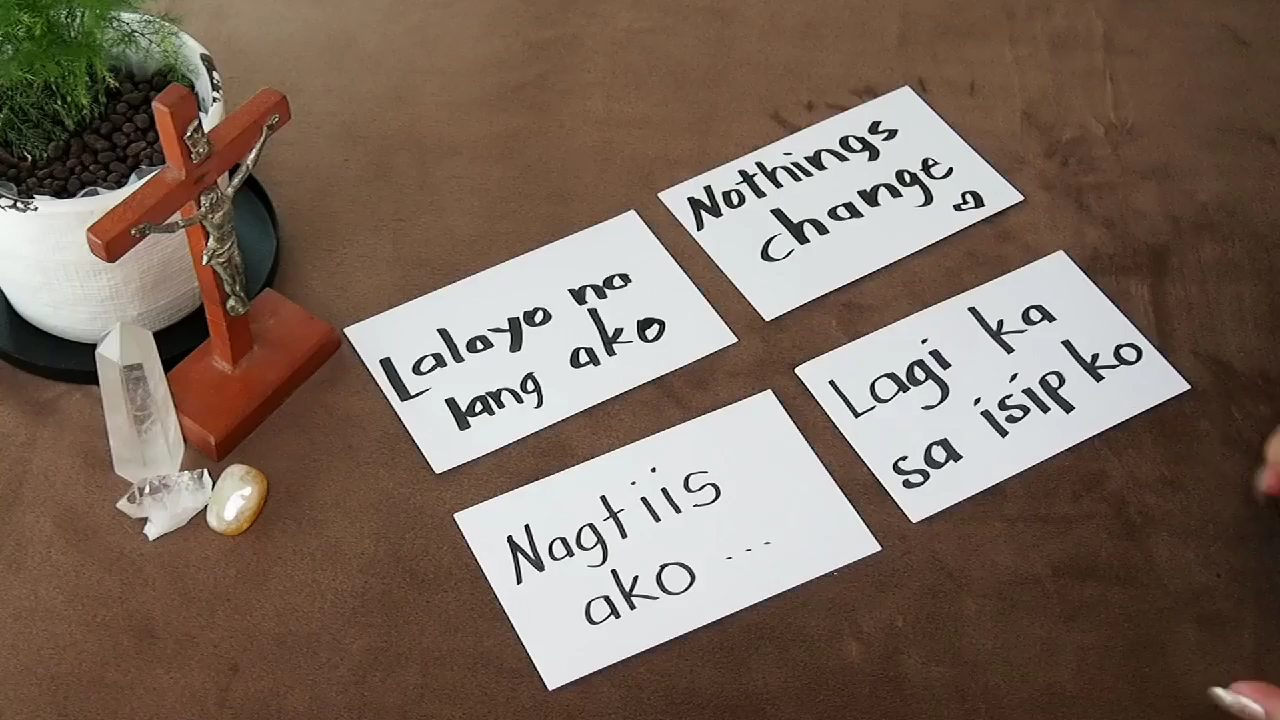 Nothings
change
Lalayo na
lang ako
Lagi ka
sa isip ko
Nagtiis
ako ...